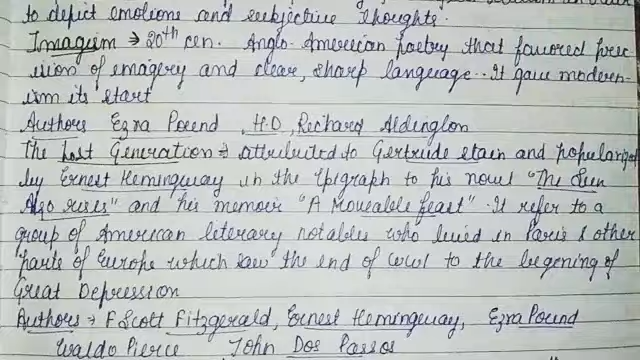 to depict emotions and subjective thoughts.
Imagism → 20th cen. Anglo-American poetry that favored prec
ision of emagery and clear, sharp language.. It gave modern-
ism its start
Authors Ezra Pound, H.D, Richard Aldinglon
The Lost Generation → attributed to Gertrude stain and popularized
by Ernest Hemingway in the epigraph to his novel "The Sun
Also rises" and his memoir "A Moveable feast". It refer to a
group of American literary notables who lived in Paris & other
parts of Europe which saw the end of WWI to the begening of
Great Depression
Authors → F Scott Fitzgerald, Ernest Hemingway, Ezra Pound
Waldo Pierce John Dos Passos